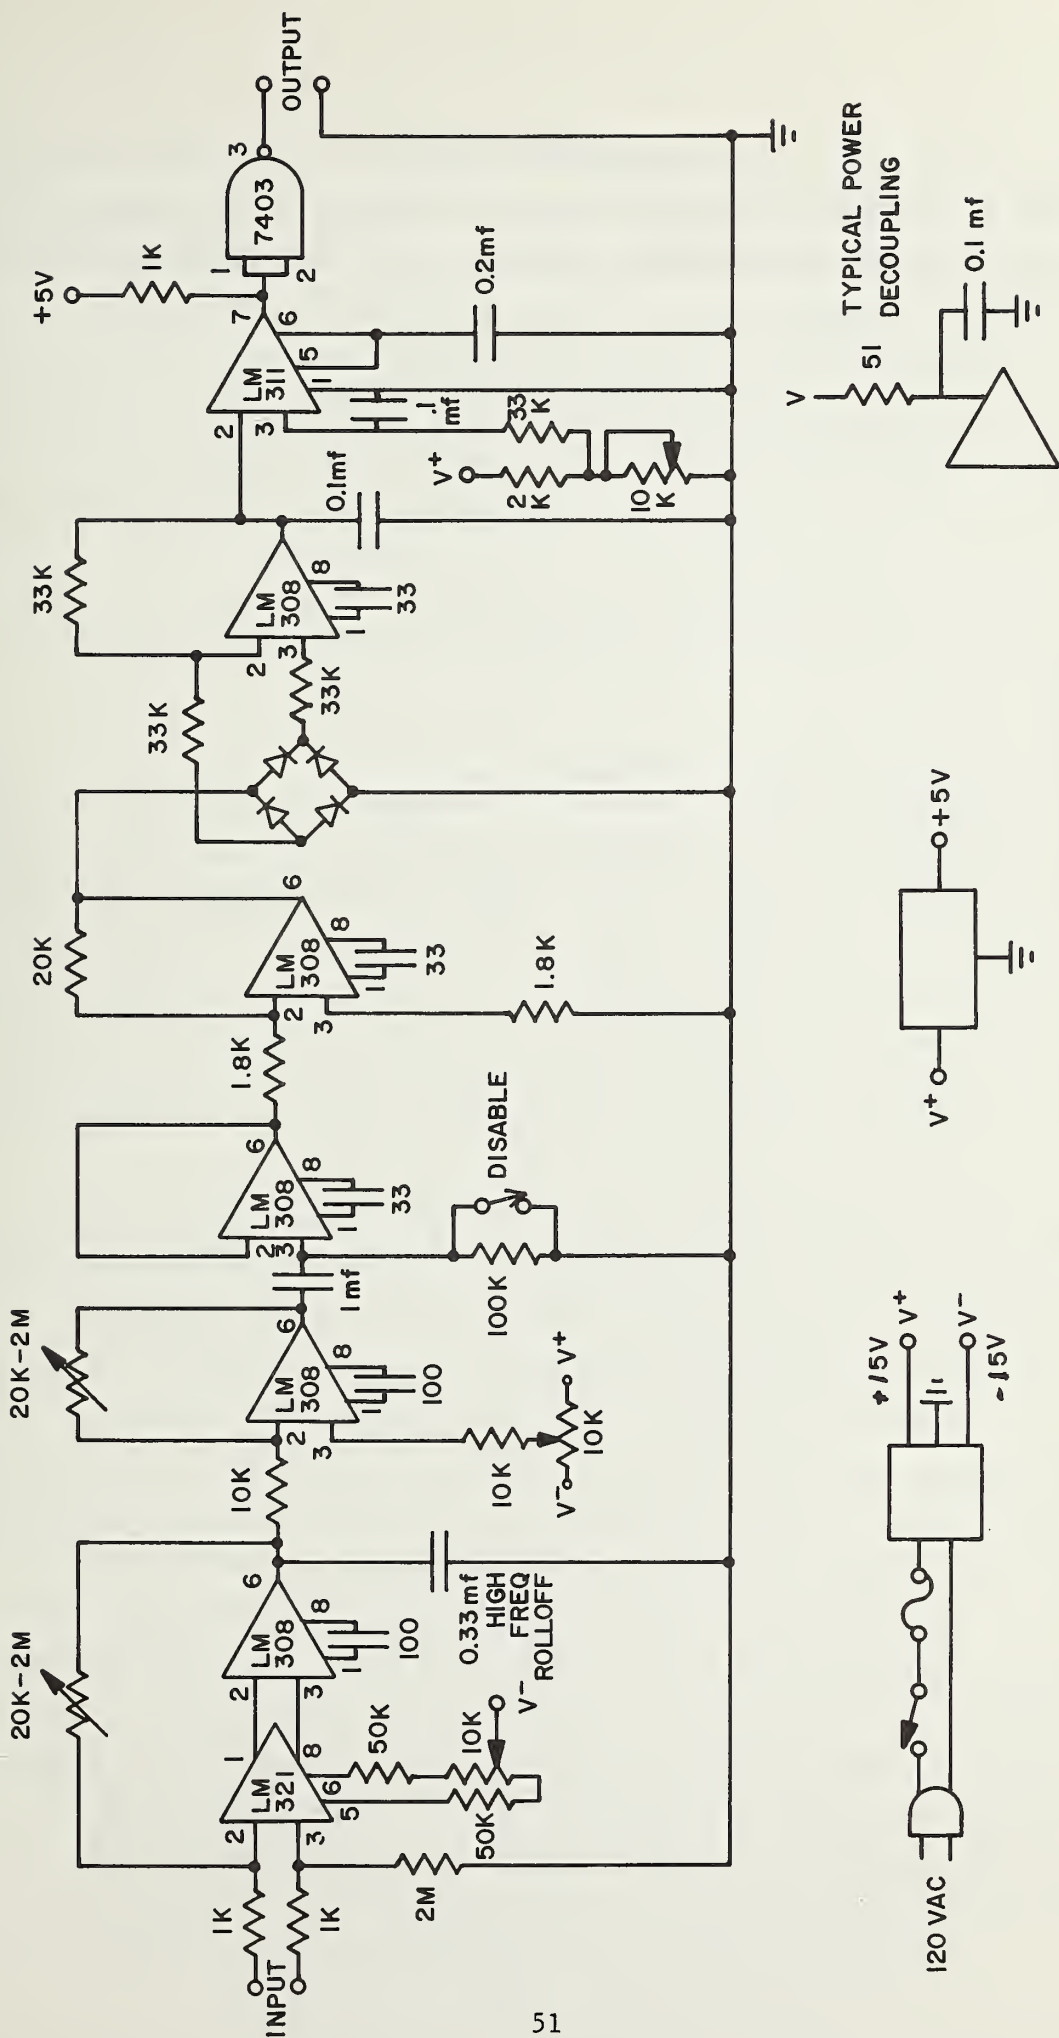 INPUT
1K
1K
2M
20K-2M
2
3
LM
321
1
8
6
5
50K
50K
10K
V-
2
3
LM
308
6
8
1
100
0.33mf
HIGH
FREQ
ROLLOFF
10K
20K-2M
2
3
LM
308
6
8
1
100
10K
V-
10K
V+
1mf
2
3
LM
308
6
8
1
33
100K
DISABLE
1.8K
20K
2
3
LM
308
6
8
1
33
1.8K
33K
33K
33K
2
3
LM
308
8
1
33
0.1mf
V+
2
K
10
K
33
K
.1
mf
2
3
LM
311
7
6
5
1
0.2mf
+5V
1K
1
2
7403
3
OUTPUT
120 VAC
+15V
V+
V-
-15V
V+
+5V
V
51
TYPICAL POWER
DECOUPLING
0.1 mf
51